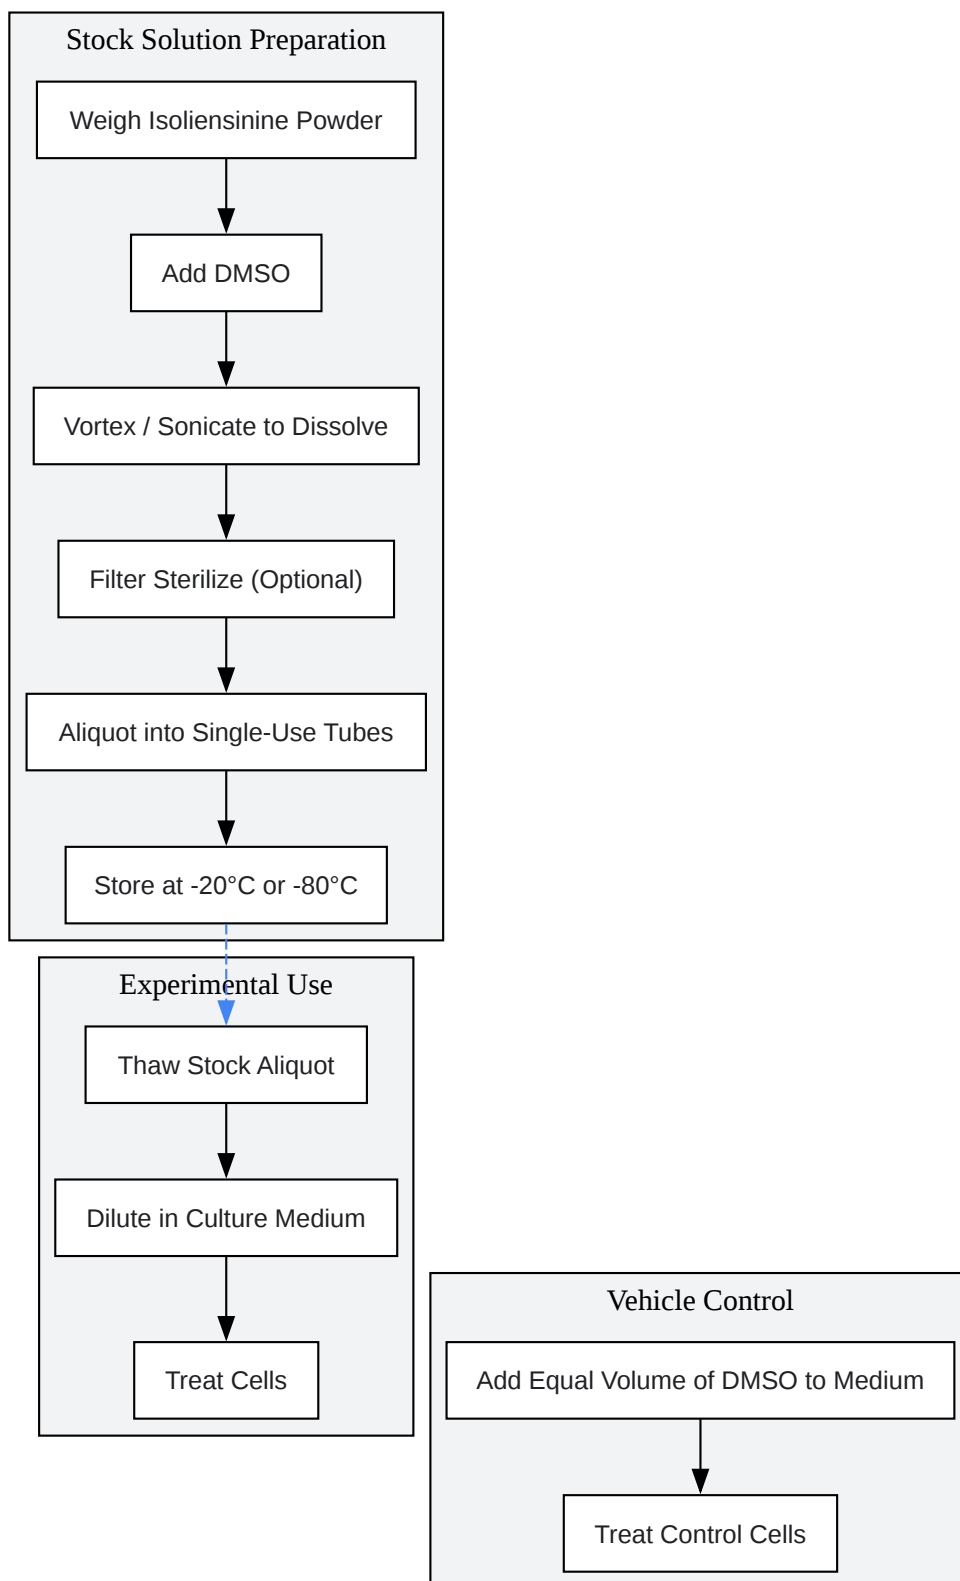 Stock Solution Preparation
Weigh Isoliensinine Powder
Add DMSO
Vortex / Sonicate to Dissolve
Filter Sterilize (Optional)
Aliquot into Single-Use Tubes
Store at -20°C or -80°C
Experimental Use
Thaw Stock Aliquot
Dilute in Culture Medium
Treat Cells
Vehicle Control
Add Equal Volume of DMSO to Medium
Treat Control Cells